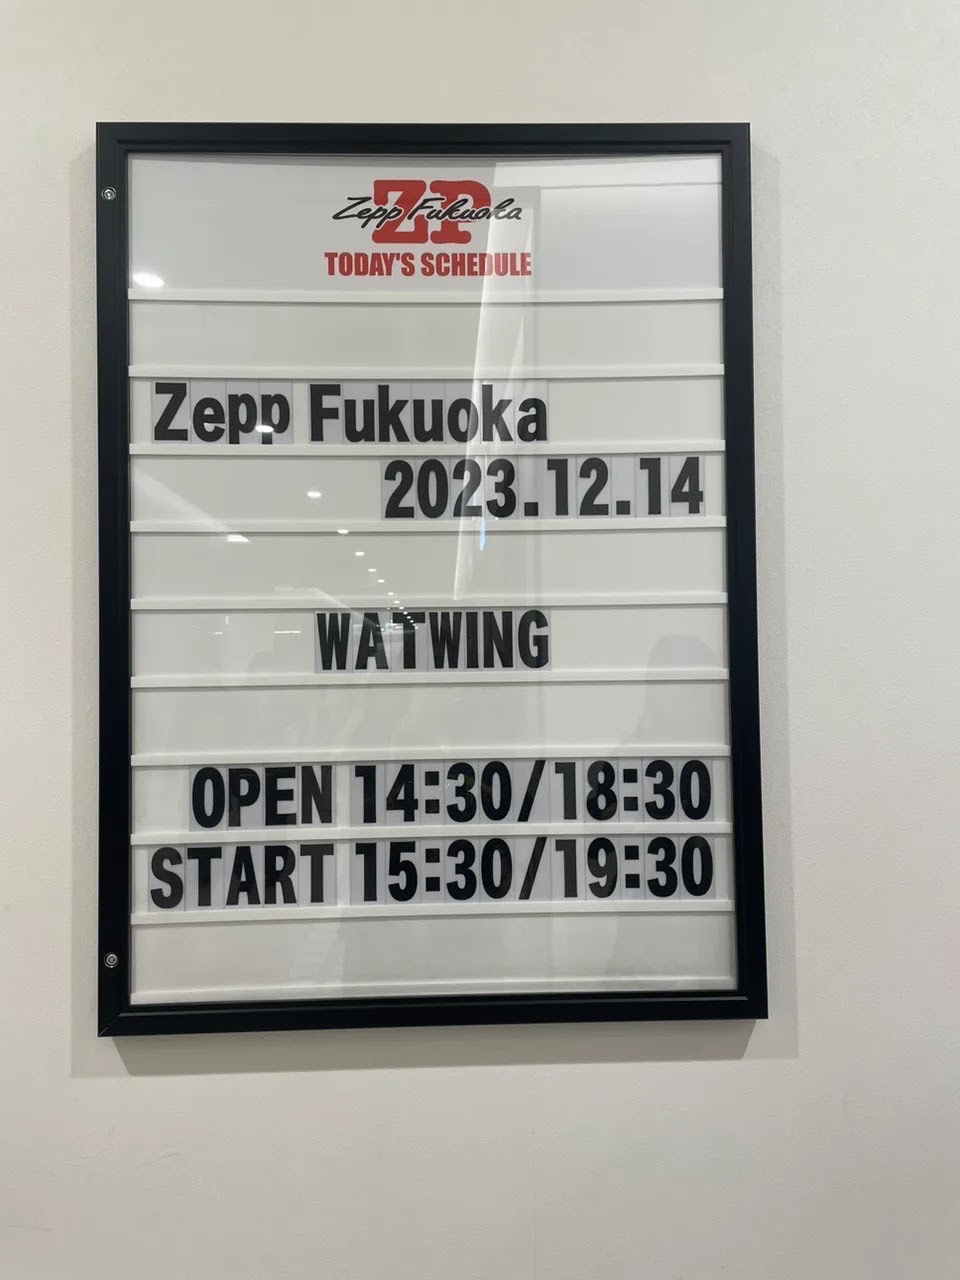 ZP
Zepp Fukuoka
TODAY'S SCHEDULE
Zepp Fukuoka
2023.12.14
WATWING
OPEN 14:30/18:30
START 15:30/19:30